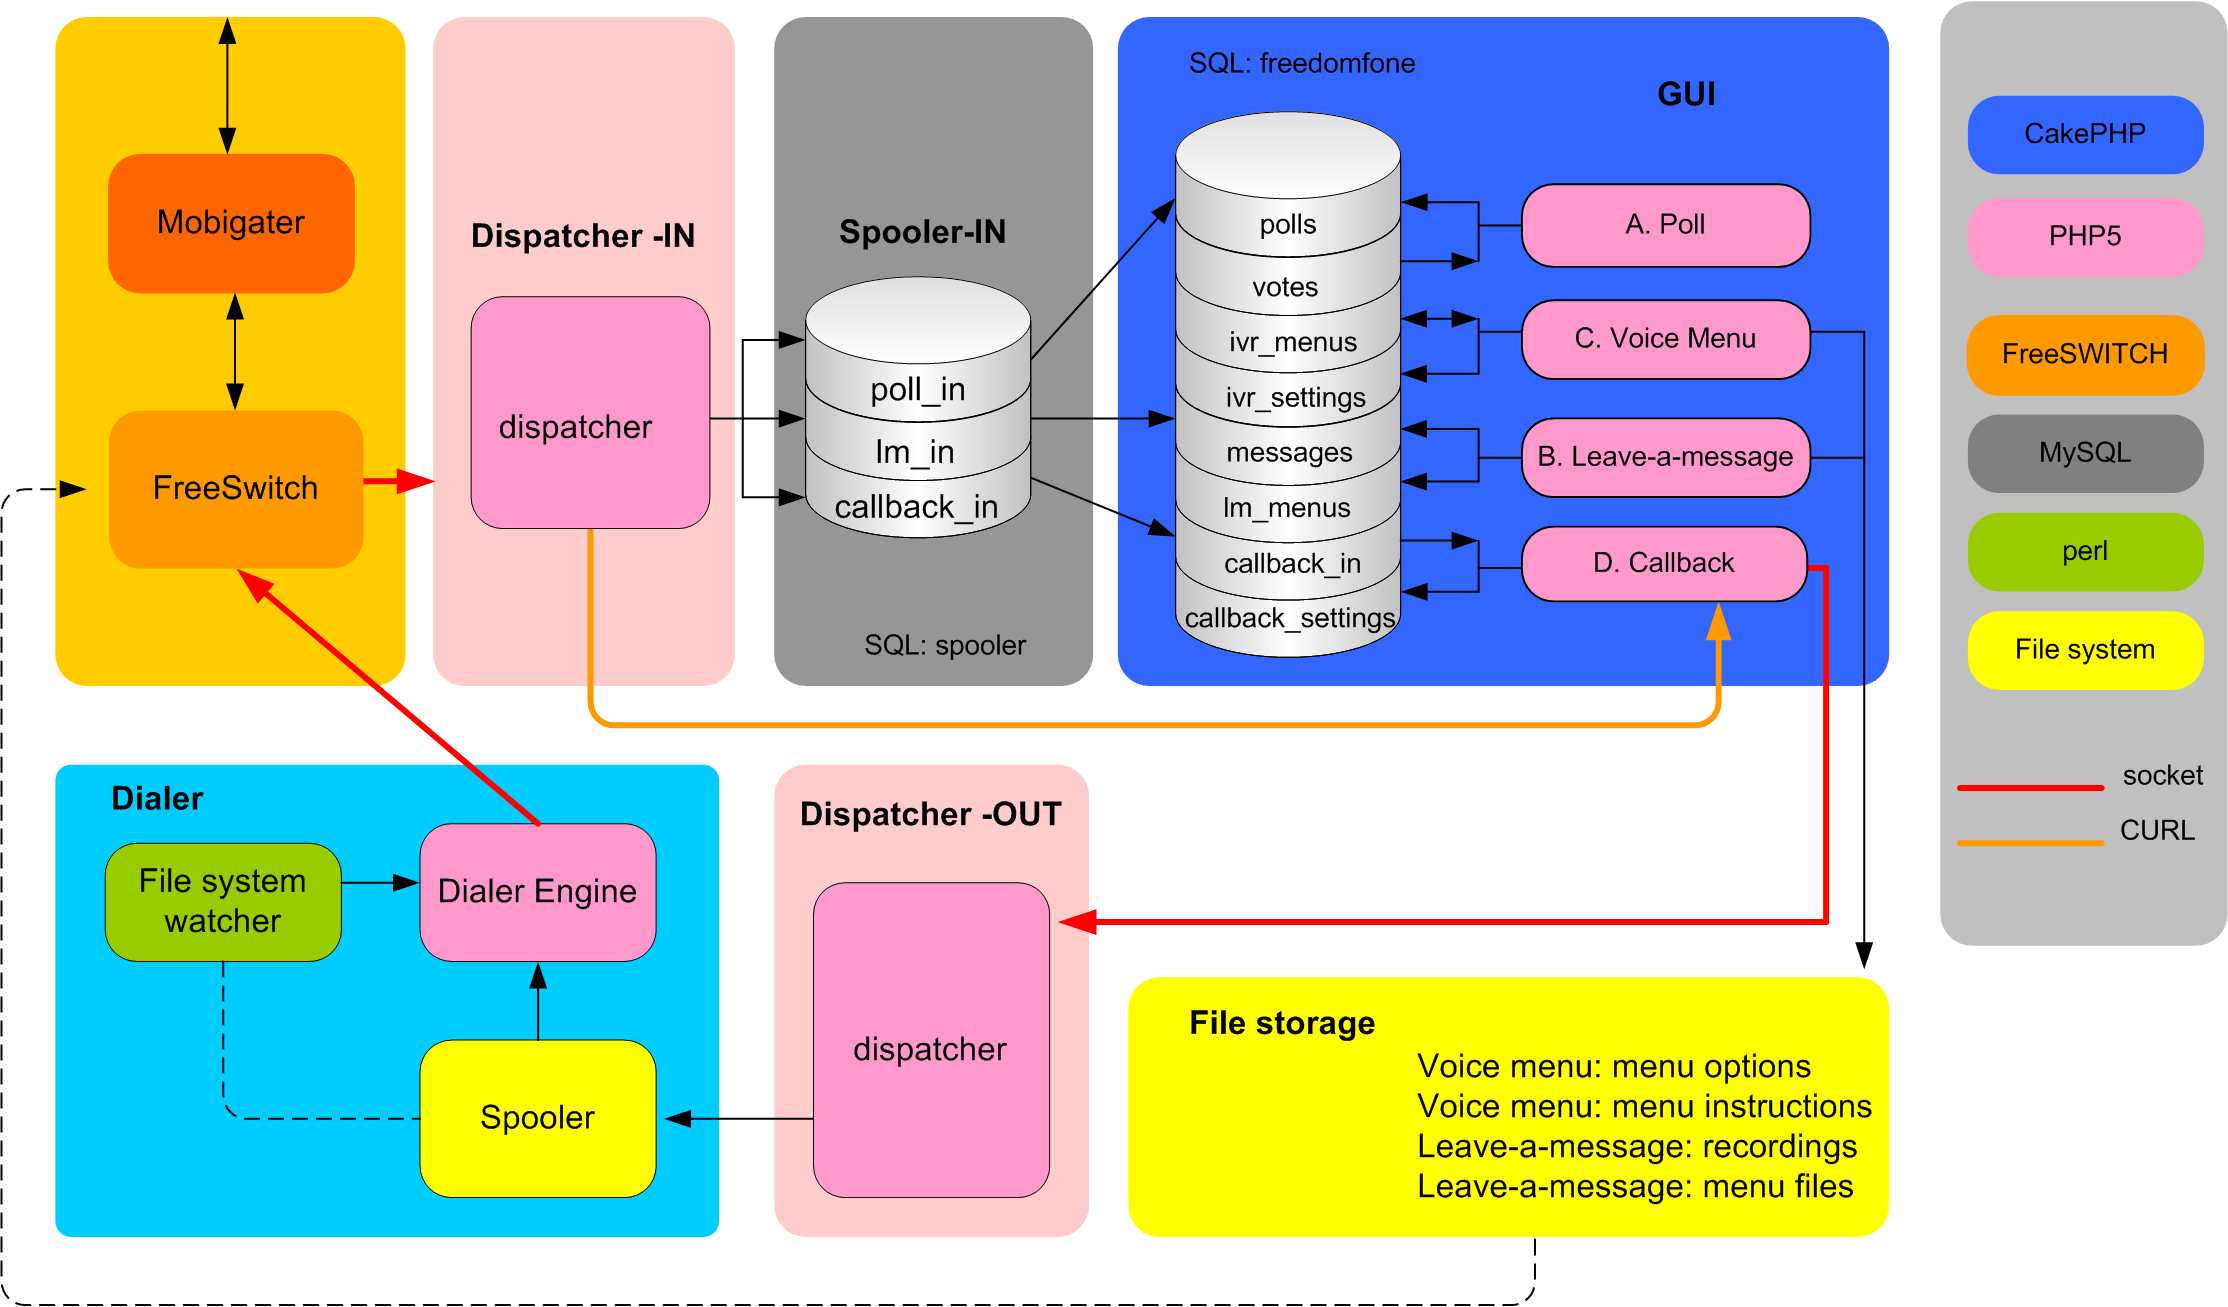 Mobigater
FreeSwitch
Dispatcher -IN
dispatcher
Spooler-IN
poll_in
lm_in
callback_in
SQL: spooler
SQL: freedomfone
GUI
polls
votes
ivr_menus
ivr_settings
messages
lm_menus
callback_in
callback_settings
A. Poll
C. Voice Menu
B. Leave-a-message
D. Callback
CakePHP
PHP5
FreeSWITCH
MySQL
perl
File system
socket
CURL
Dialer
File system
watcher
Dialer Engine
Spooler
Dispatcher -OUT
dispatcher
File storage
Voice menu: menu options
Voice menu: menu instructions
Leave-a-message: recordings
Leave-a-message: menu files